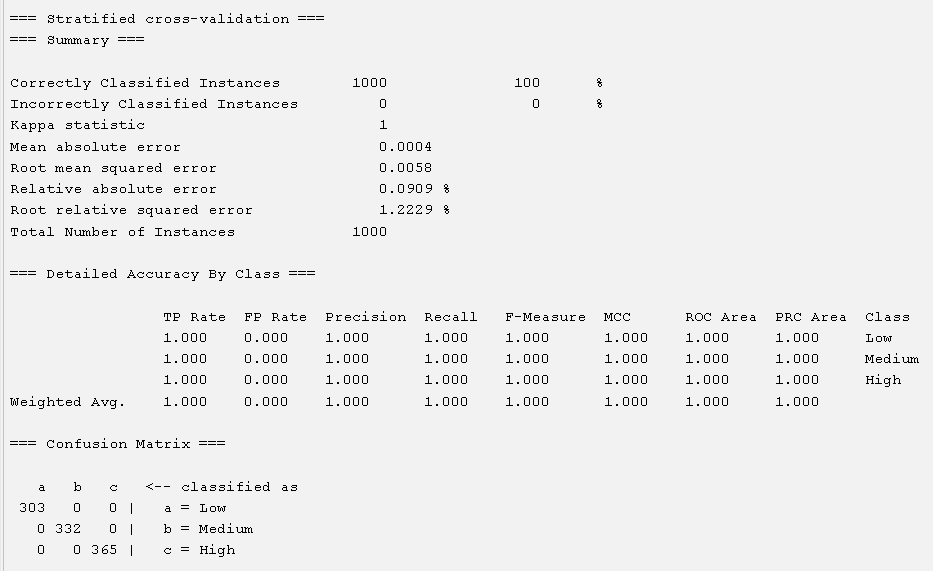 === Stratified cross-validation ===
=== Summary ===
Correctly Classified Instances        1000              100      %
Incorrectly Classified Instances         0                0      %
Kappa statistic                          1
Mean absolute error                      0.0004
Root mean squared error                  0.0058
Relative absolute error                  0.0909 %
Root relative squared error              1.2229 %
Total Number of Instances             1000
=== Detailed Accuracy By Class ===
                 TP Rate  FP Rate  Precision  Recall   F-Measure  MCC      ROC Area  PRC Area  Class
                 1.000    0.000    1.000      1.000    1.000      1.000    1.000     1.000     Low
                 1.000    0.000    1.000      1.000    1.000      1.000    1.000     1.000     Medium
                 1.000    0.000    1.000      1.000    1.000      1.000    1.000     1.000     High
Weighted Avg.    1.000    0.000    1.000      1.000    1.000      1.000    1.000     1.000
=== Confusion Matrix ===
   a   b   c   <-- classified as
 303   0   0 |   a = Low
   0 332   0 |   b = Medium
   0   0 365 |   c = High